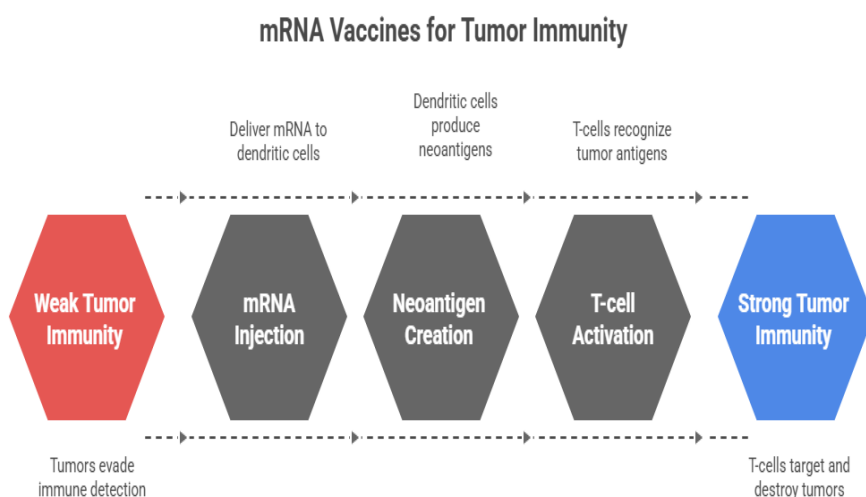 mRNA Vaccines for Tumor Immunity
Deliver mRNA to
dendritic cells
Dendritic cells
produce
neoantigens
T-cells recognize
tumor antigens
Weak Tumor
Immunity
mRNA
Injection
Neoantigen
Creation
T-cell
Activation
Strong Tumor
Immunity
Tumors evade
immune detection
T-cells target and
destroy tumors